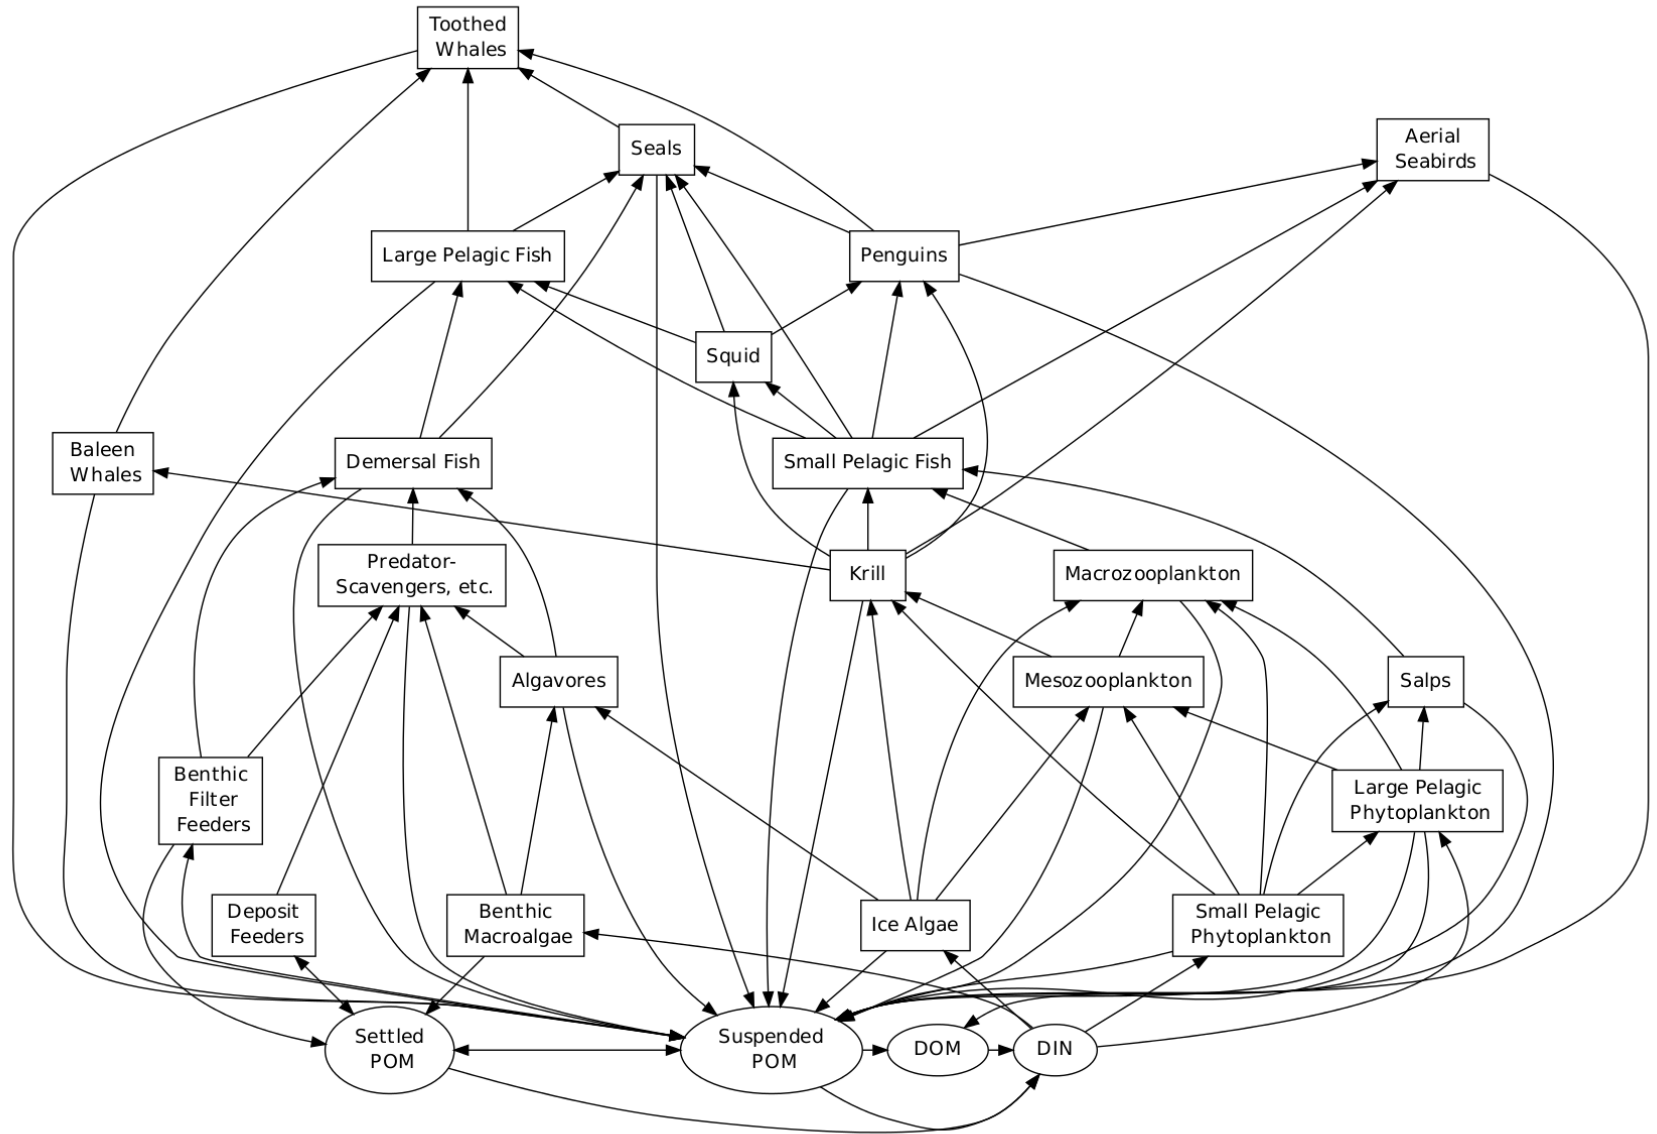 Toothed
Whales
Seals
Aerial
Seabirds
Large Pelagic Fish
Penguins
Squid
Baleen
Whales
Demersal Fish
Small Pelagic Fish
Predator-
Scavengers, etc.
Krill
Macrozooplankton
Algavores
Mesozooplankton
Salps
Benthic
Filter
Feeders
Large Pelagic
Phytoplankton
Deposit
Feeders
Benthic
Macroalgae
Ice Algae
Small Pelagic
Phytoplankton
Settled
POM
Suspended
POM
DOM
DIN